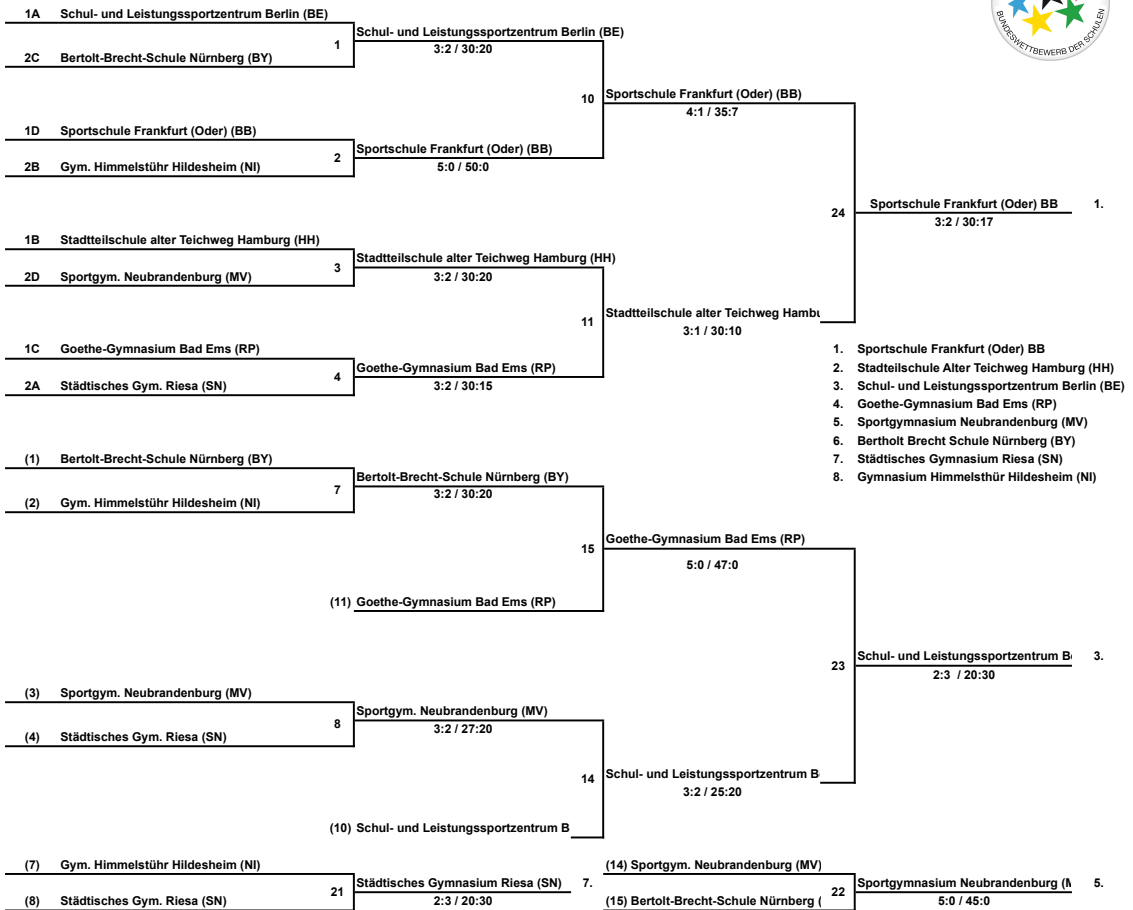 1A Schul- und Leistungssportzentrum Berlin (BE)
1
2C Bertolt-Brecht-Schule Nürnberg (BY)
Schul- und Leistungssportzentrum Berlin (BE)
3:2 / 30:20
BUNDESWETTBEWERB DER SCHULEN
10
Sportschule Frankfurt (Oder) (BB)
4:1 / 35:7
1D Sportschule Frankfurt (Oder) (BB)
2
2B Gym. Himmelstühr Hildesheim (NI)
Sportschule Frankfurt (Oder) (BB)
5:0 / 50:0
24
Sportschule Frankfurt (Oder) BB 1.
3:2 / 30:17
1B Stadtteilschule alter Teichweg Hamburg (HH)
3
2D Sportgym. Neubrandenburg (MV)
Stadtteilschule alter Teichweg Hamburg (HH)
3:2 / 30:20
11
Stadtteilschule alter Teichweg Hambu
3:1 / 30:10
1C Goethe-Gymnasium Bad Ems (RP)
4
2A Städtisches Gym. Riesa (SN)
Goethe-Gymnasium Bad Ems (RP)
3:2 / 30:15
1. Sportschule Frankfurt (Oder) BB
2. Stadteilschule Alter Teichweg Hamburg (HH)
3. Schul- und Leistungssportzentrum Berlin (BE)
4. Goethe-Gymnasium Bad Ems (RP)
5. Sportgymnasium Neubrandenburg (MV)
6. Bertholt Brecht Schule Nürnberg (BY)
7. Städtisches Gymnasium Riesa (SN)
8. Gymnasium Himmelsthür Hildesheim (NI)
(1) Bertolt-Brecht-Schule Nürnberg (BY)
7
(2) Gym. Himmelstühr Hildesheim (NI)
Bertolt-Brecht-Schule Nürnberg (BY)
3:2 / 30:20
15
Goethe-Gymnasium Bad Ems (RP)
5:0 / 47:0
(11) Goethe-Gymnasium Bad Ems (RP)
23
Schul- und Leistungssportzentrum B 3.
2:3 / 20:30
(3) Sportgym. Neubrandenburg (MV)
8
(4) Städtisches Gym. Riesa (SN)
Sportgym. Neubrandenburg (MV)
3:2 / 27:20
14
Schul- und Leistungssportzentrum B
3:2 / 25:20
(10) Schul- und Leistungssportzentrum B
(7) Gym. Himmelstühr Hildesheim (NI)
21
(8) Städtisches Gym. Riesa (SN)
Städtisches Gymnasium Riesa (SN) 7.
2:3 / 20:30
(14) Sportgym. Neubrandenburg (MV)
22
(15) Bertolt-Brecht-Schule Nürnberg (
Sportgymnasium Neubrandenburg (M 5.
5:0 / 45:0